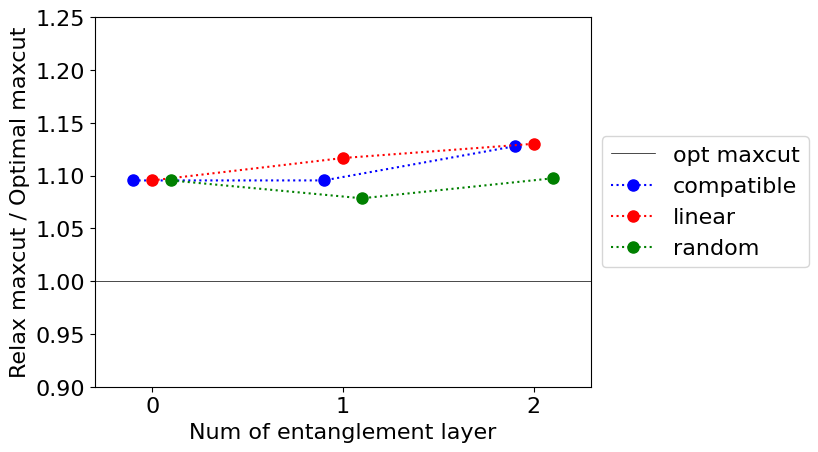 1.25
1.20
1.15
1.10
1.05
1.00
0.95
0.90
Relax maxcut / Optimal maxcut
0 1 2
Num of entanglement layer
opt maxcut
compatible
linear
random